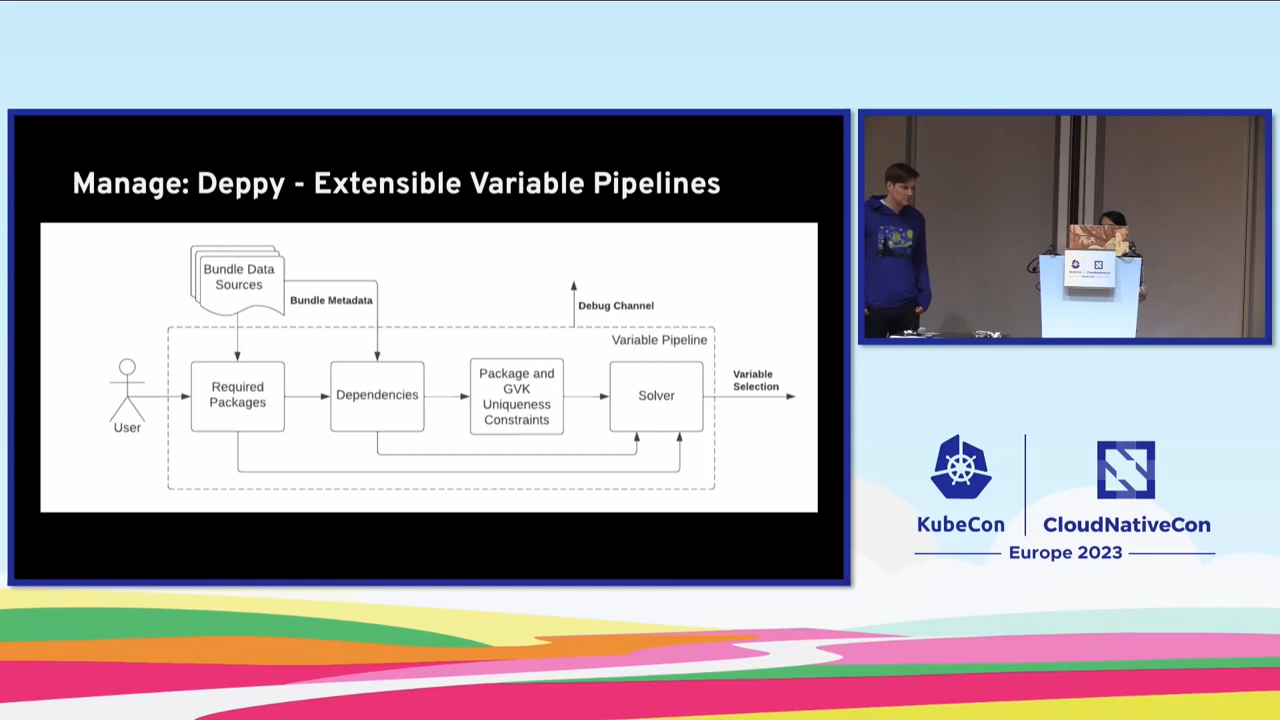 Manage: Deppy - Extensible Variable Pipelines
Bundle Data
Sources
Bundle Metadata
Debug Channel
Variable Pipeline
User
Required
Packages
Dependencies
Package and
GVK
Uniqueness
Constraints
Solver
Variable
Selection
KubeCon
CloudNativeCon
Europe 2023